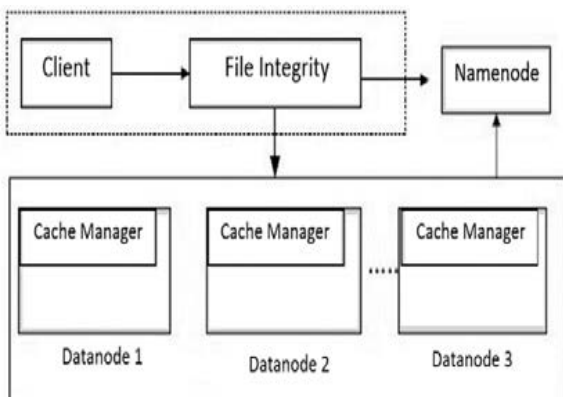 Client
File Integrity
Namenode
Cache Manager
Cache Manager
Cache Manager
Datanode 1
Datanode 2
Datanode 3